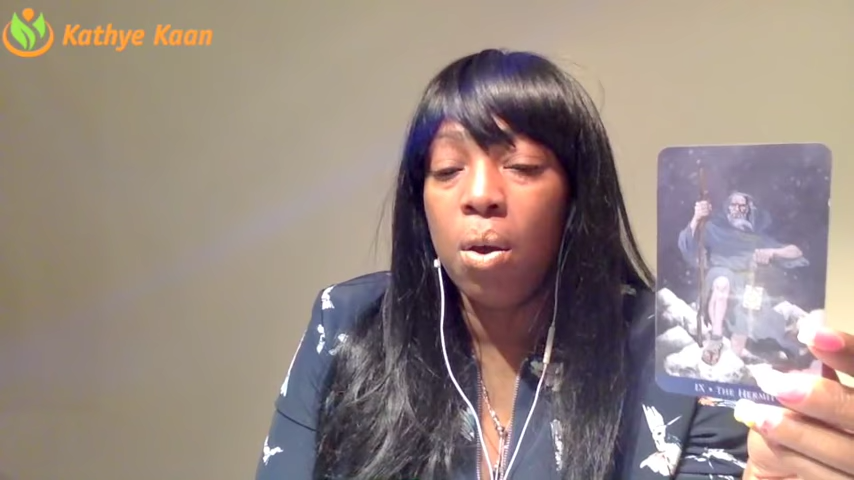 Kathye Kaan
IX • THE HERMIT